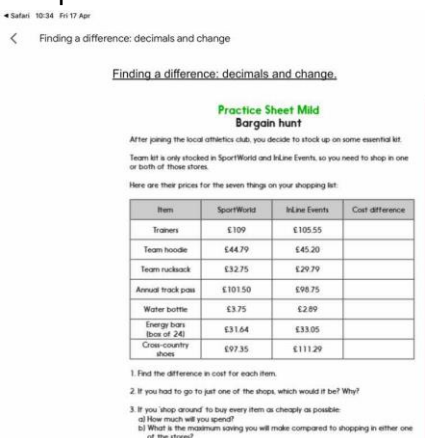 Safari 10:34 Fri 17 Apr
Finding a difference: decimals and change
Finding a difference: decimals and change.
Practice Sheet Mild
Bargain hunt
After joining the local athletics club, you decide to stock up on some essential kit.
Team kit is only stocked in SportWorld and InLine Events, so you need to shop in one
or both of those stores.
Here are their prices for the seven things on your shopping list:
Item SportWorld InLine Events Cost difference
Trainers £109 £105.55
Team hoodie £44.79 £45.20
Team rucksack £32.75 £29.79
Annual track pass £101.50 £98.75
Water bottle £3.75 £2.89
Energy bars
(box of 24) £31.64 £33.05
Cross-country
shoes £97.35 £111.29
1. Find the difference in cost for each item.
2. If you had to go to just one of the shops, which would it be? Why?
3. If you 'shop around' to buy every item as cheaply as possible:
a) How much will you spend?
b) What is the maximum saving you will make compared to shopping in either one
of the stores?